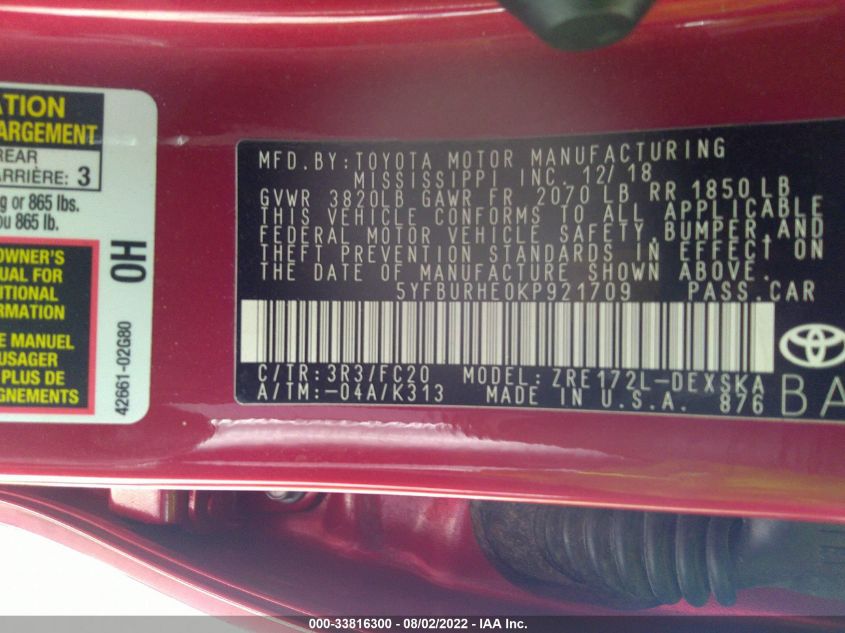 ATION
ARGEMENT
REAR
ARRIÈRE: 3
g or 865 lbs.
ou 865 lb.
OWNER'S
UAL FOR
ITIONAL
RMATION
E MANUEL
USAGER
PLUS DE
SIGNEMENTS
OH
42661-02G80
MFD.BY:TOYOTA MOTOR MANUFACTURING
MISSISSIPPI INC. 12/18
GVWR 3820LB GAWR FR 2070 LB RR 1850 LB
THIS VEHICLE CONFORMS TO ALL APPLICABLE
FEDERAL MOTOR VEHICLE SAFETY, BUMPER, AND
THEFT PREVENTION STANDARDS IN EFFECT ON
THE DATE OF MANUFACTURE SHOWN ABOVE.
5YFBURHE0KP921709 PASS.CAR
C/TR:3R3/FC20 MODEL:ZRE172L-DEXSKA
A/TM:-04A/K313 MADE IN U.S.A. 876
BA
000-33816300 - 08/02/2022 - IAA Inc.